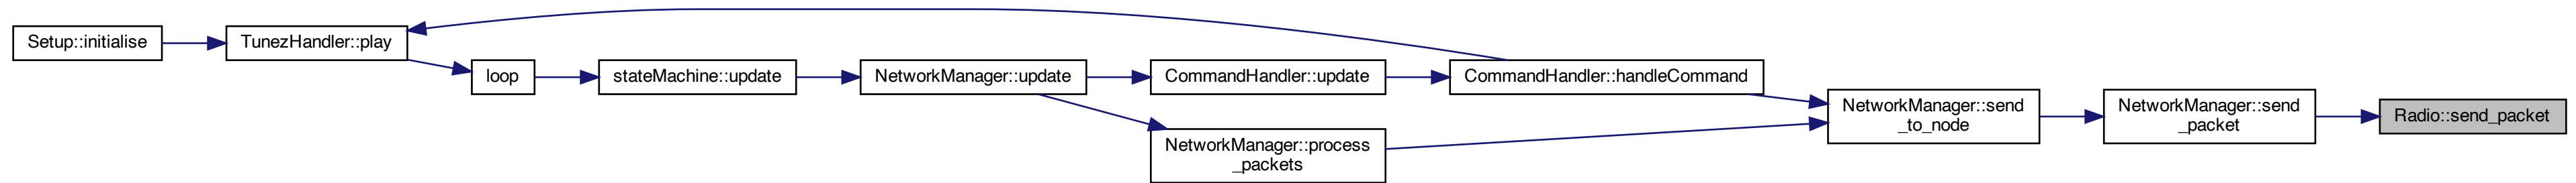 Setup::initialise
TunezHandler::play
loop
stateMachine::update
NetworkManager::update
CommandHandler::update
CommandHandler::handleCommand
NetworkManager::process
_packets
NetworkManager::send
_to_node
NetworkManager::send
_packet
Radio::send_packet